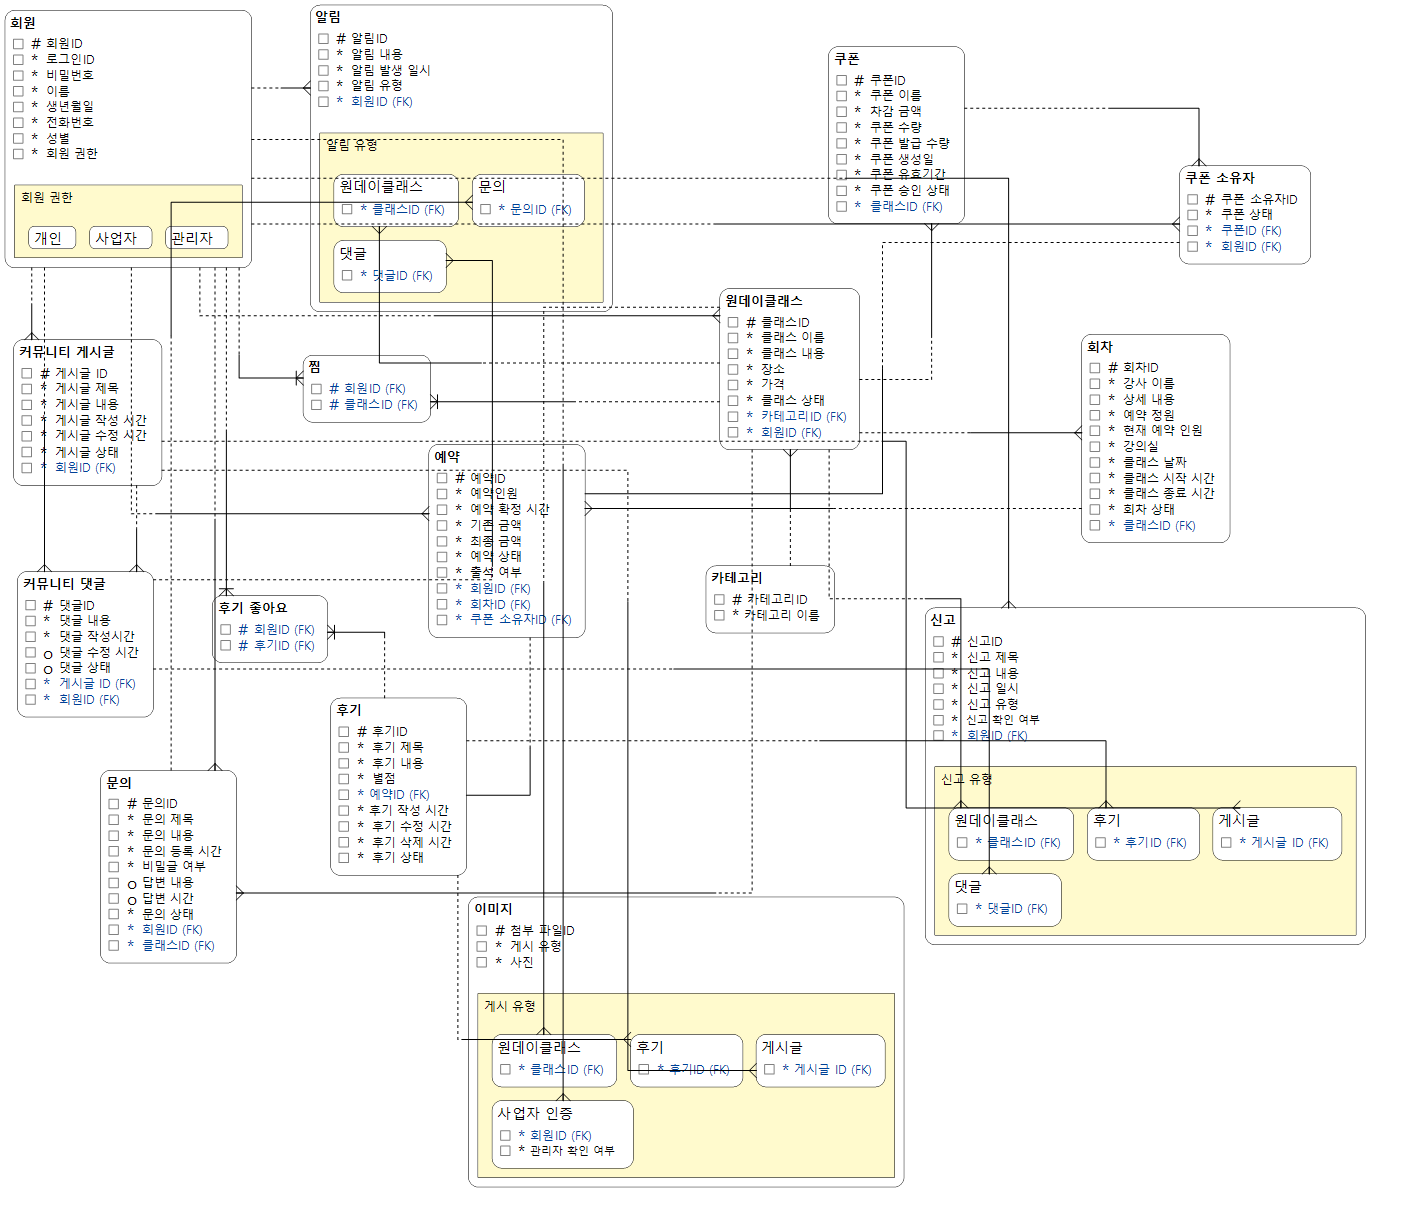 회원
# 회원ID
* 로그인ID
* 비밀번호
* 이름
* 생년월일
* 전화번호
* 성별
* 회원 권한
회원 권한
개인
사업자
관리자
알림
# 알림ID
* 알림 내용
* 알림 발생 일시
* 알림 유형
* 회원ID (FK)
알림 유형
원데이클래스
* 클래스ID (FK)
문의
* 문의ID (FK)
댓글
* 댓글ID (FK)
쿠폰
# 쿠폰ID
* 쿠폰 이름
* 차감 금액
* 쿠폰 수량
* 쿠폰 발급 수량
* 쿠폰 생성일
* 쿠폰 유효기간
* 쿠폰 승인 상태
* 클래스ID (FK)
쿠폰 소유자
# 쿠폰 소유자ID
* 쿠폰 상태
* 쿠폰ID (FK)
* 회원ID (FK)
커뮤니티 게시글
# 게시글 ID
* 게시글 제목
* 게시글 내용
* 게시글 작성 시간
* 게시글 수정 시간
* 게시글 상태
* 회원ID (FK)
찜
# 회원ID (FK)
# 클래스ID (FK)
원데이클래스
# 클래스ID
* 클래스 이름
* 클래스 내용
* 장소
* 가격
* 클래스 상태
* 카테고리ID (FK)
* 회원ID (FK)
회차
# 회차ID
* 강사 이름
* 상세 내용
* 예약 정원
* 현재 예약 인원
* 강의실
* 클래스 날짜
* 클래스 시작 시간
* 클래스 종료 시간
* 회차 상태
* 클래스ID (FK)
예약
# 예약ID
* 예약인원
* 예약 확정 시간
* 기존 금액
* 최종 금액
* 예약 상태
* 출석 여부
* 회원ID (FK)
* 회차ID (FK)
* 쿠폰 소유자ID (FK)
커뮤니티 댓글
# 댓글ID
* 댓글 내용
* 댓글 작성시간
o 댓글 수정 시간
o 댓글 상태
* 게시글 ID (FK)
* 회원ID (FK)
후기 좋아요
# 회원ID (FK)
# 후기ID (FK)
카테고리
# 카테고리ID
* 카테고리 이름
신고
# 신고ID
* 신고 제목
* 신고 내용
* 신고 일시
* 신고 유형
* 신고 확인 여부
* 회원ID (FK)
신고 유형
원데이클래스
* 클래스ID (FK)
후기
* 후기ID (FK)
게시글
* 게시글 ID (FK)
댓글
* 댓글ID (FK)
후기
# 후기ID
* 후기 제목
* 후기 내용
* 별점
* 예약ID (FK)
* 후기 작성 시간
* 후기 수정 시간
* 후기 삭제 시간
* 후기 상태
문의
# 문의ID
* 문의 제목
* 문의 내용
* 문의 등록 시간
* 비밀글 여부
o 답변 내용
o 답변 시간
* 문의 상태
* 회원ID (FK)
* 클래스ID (FK)
이미지
# 첨부 파일ID
* 게시 유형
* 사진
게시 유형
원데이클래스
* 클래스ID (FK)
후기
* 후기ID (FK)
게시글
* 게시글 ID (FK)
사업자 인증
* 회원ID (FK)
* 관리자 확인 여부